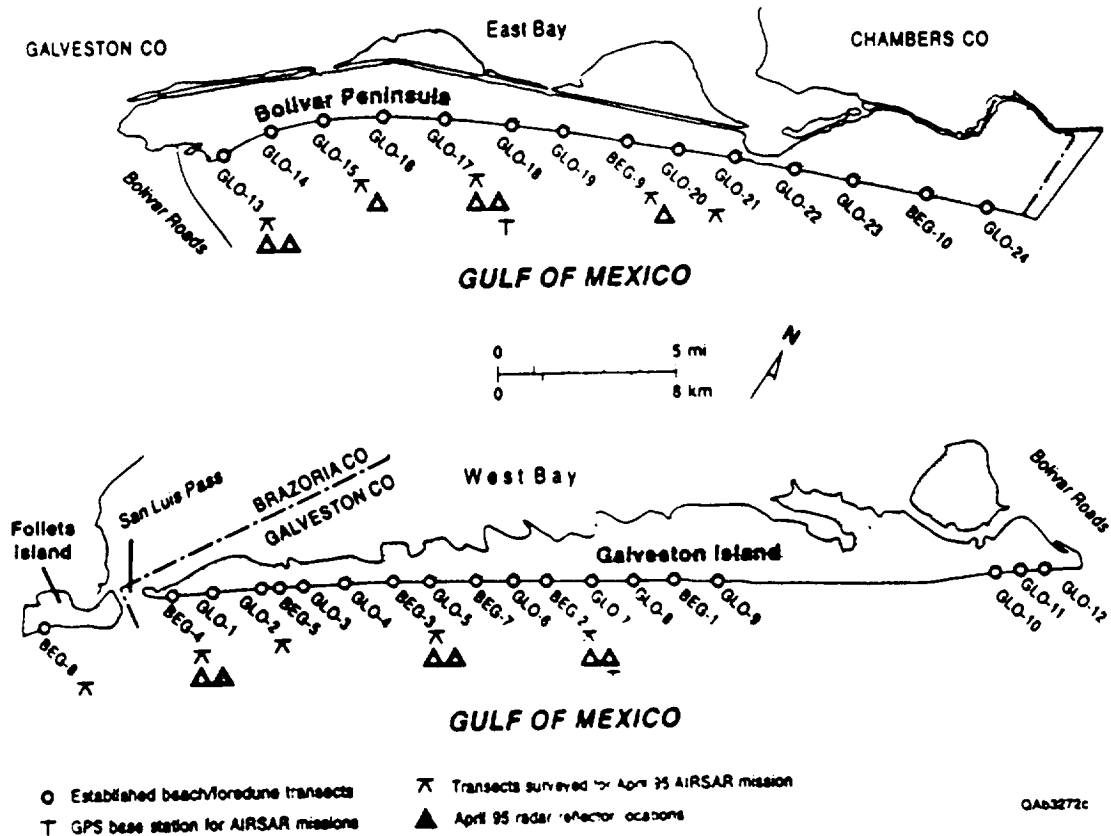 GALVESTON CO
East Bay
CHAMBERS CO
Bolivar Peninsula
Bolivar Roads
GLO-13
GLO-14
GLO-15
GLO-16
GLO-17
GLO-18
GLO-19
BEG-9
GLO-20
GLO-21
GLO-22
GLO-23
BEG-10
GLO-24
GULF OF MEXICO
0 5 mi
0 8 km
N
West Bay
BRAZORIA CO
GALVESTON CO
San Luis Pass
Follets
Island
Galveston Island
Bolivar Roads
BEG-8
BEG-4
GLO-1
GLO-2
BEG-5
GLO-3
GLO-4
BEG-3
GLO-5
BEG-7
GLO-6
BEG 2
GLO 7
GLO-8
BEG-1
GLO-9
GLO-10
GLO-11
GLO-12
GULF OF MEXICO
Established beach/foredune transects
GPS base station for AIRSAR missions
Transects surveyed for April 95 AIRSAR mission
April 95 radar reflector locations
QAb3272c